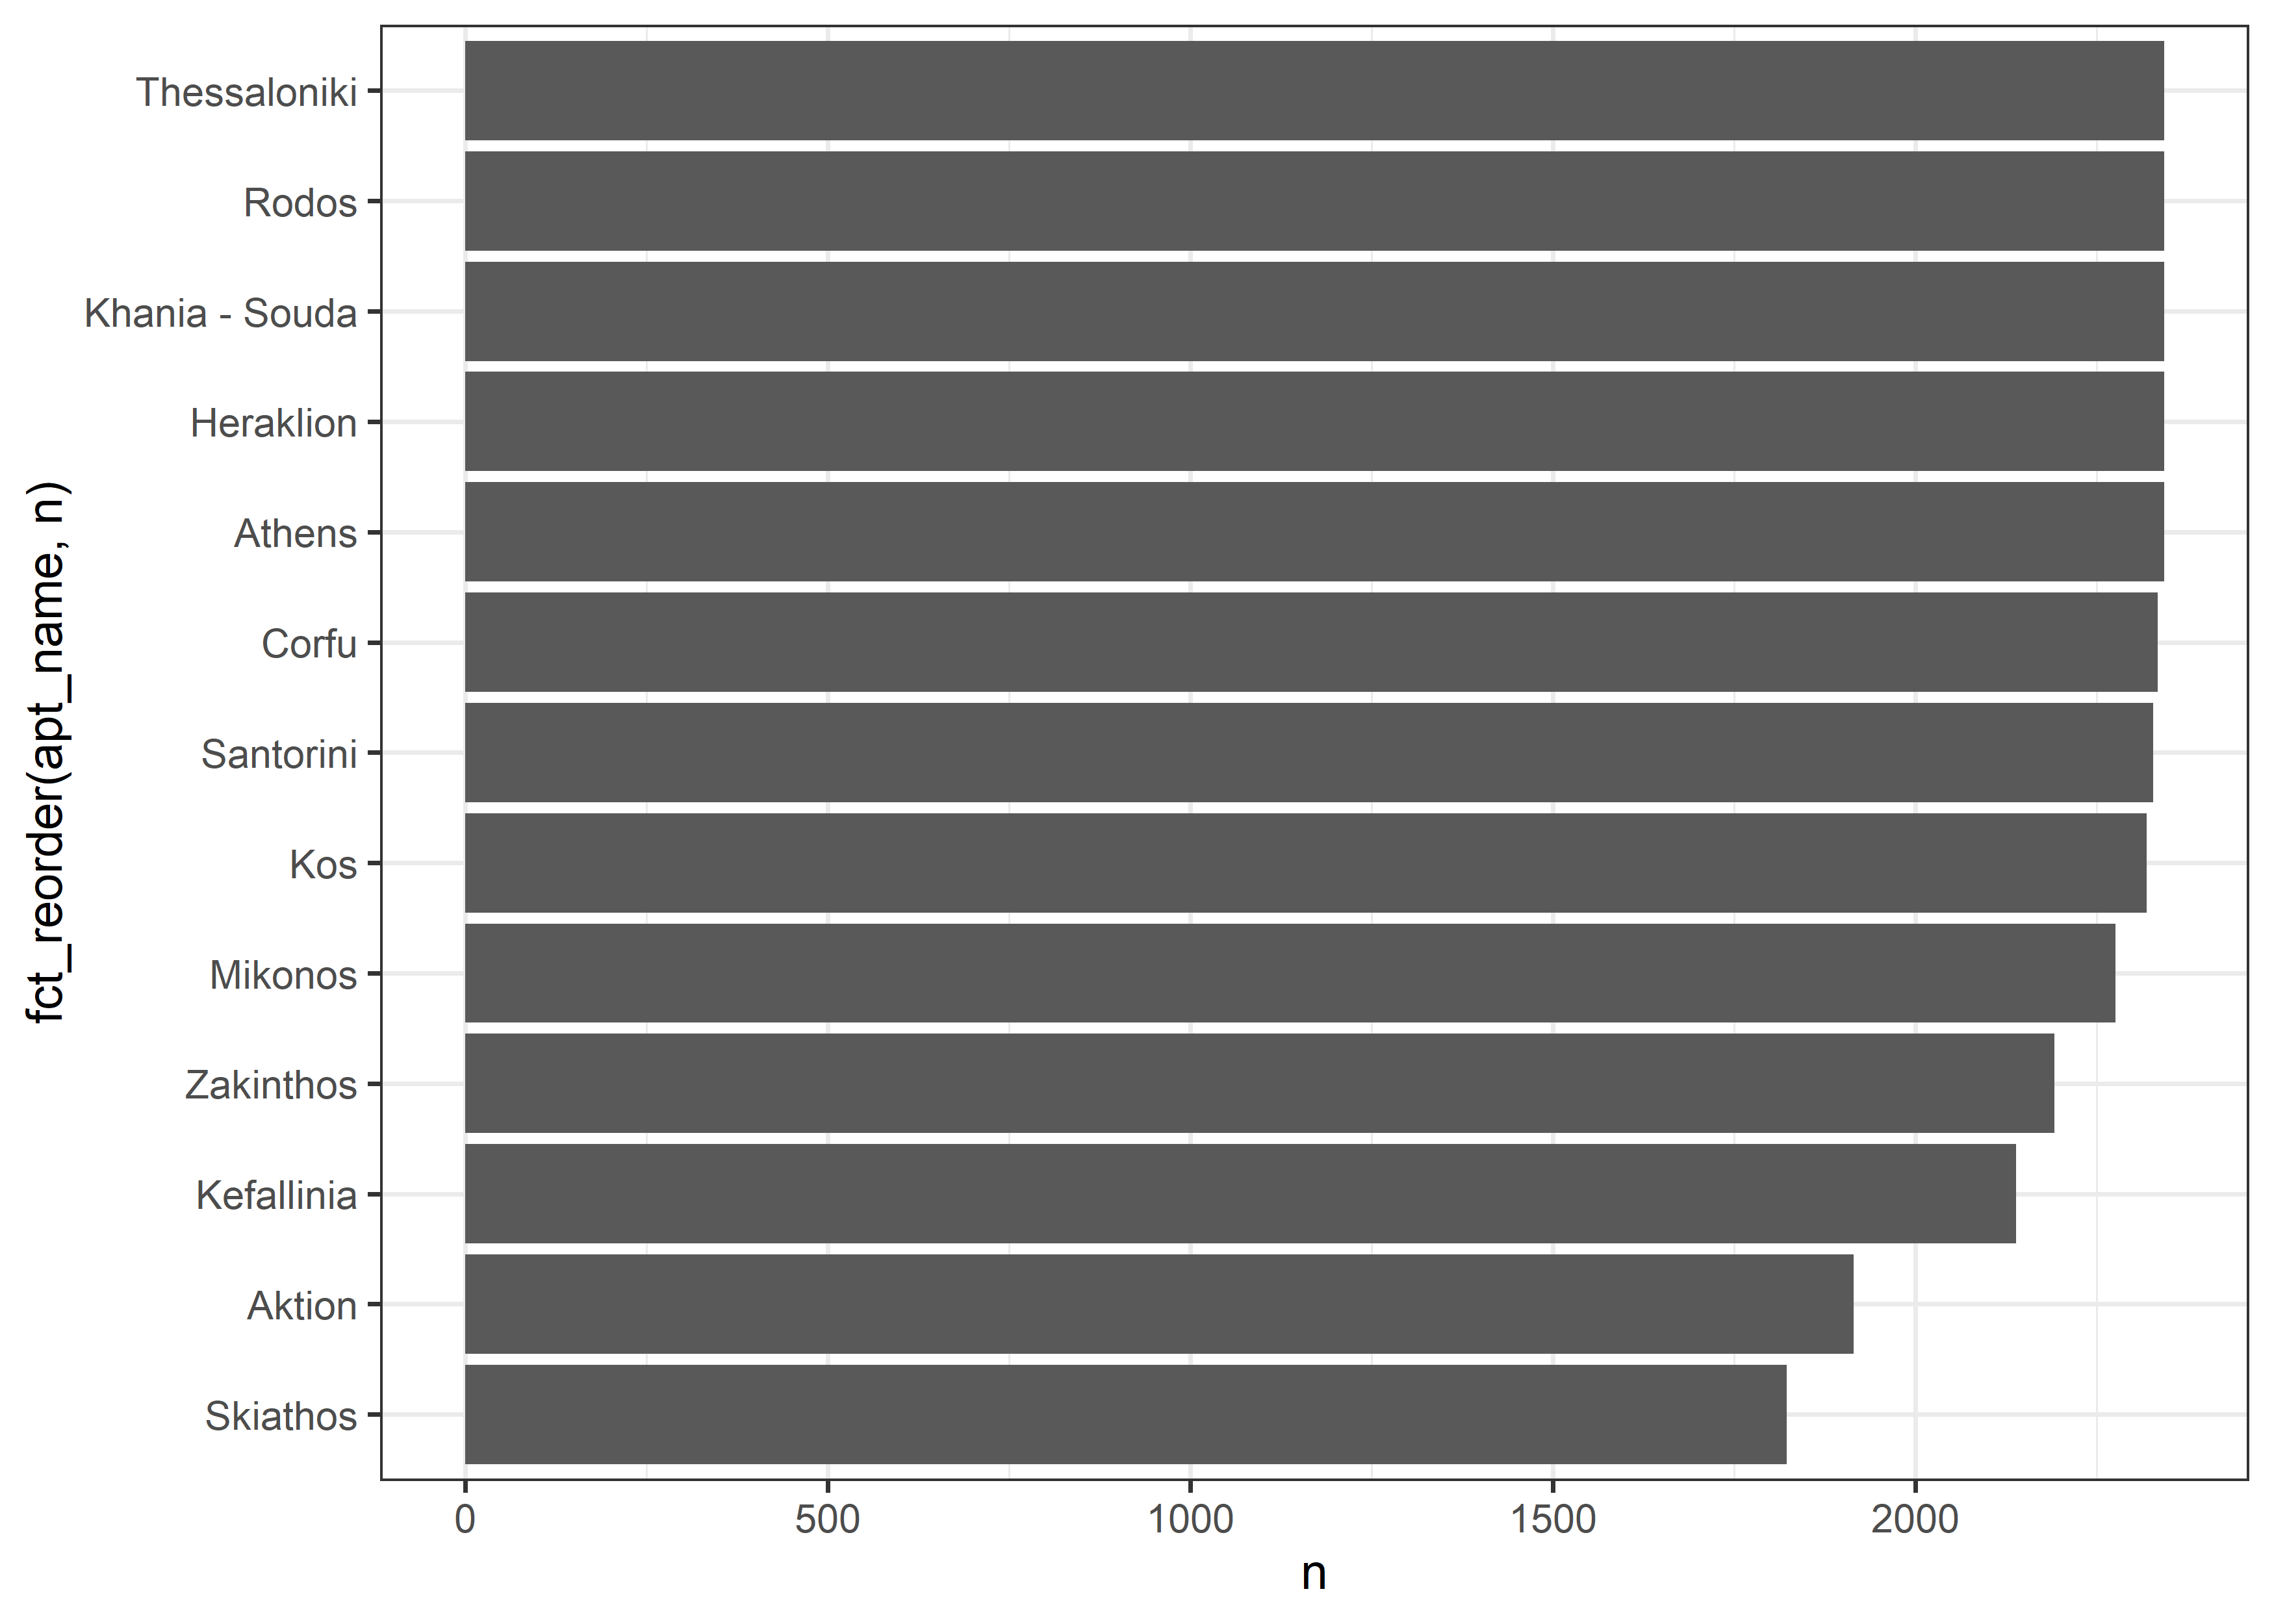 Thessaloniki
Rodos
Khania - Souda
Heraklion
Athens
Corfu
Santorini
Kos
Mikonos
Zakinthos
Kefallinia
Aktion
Skiathos
fct_reorder(apt_name, n)
0 500 1000 1500 2000
n